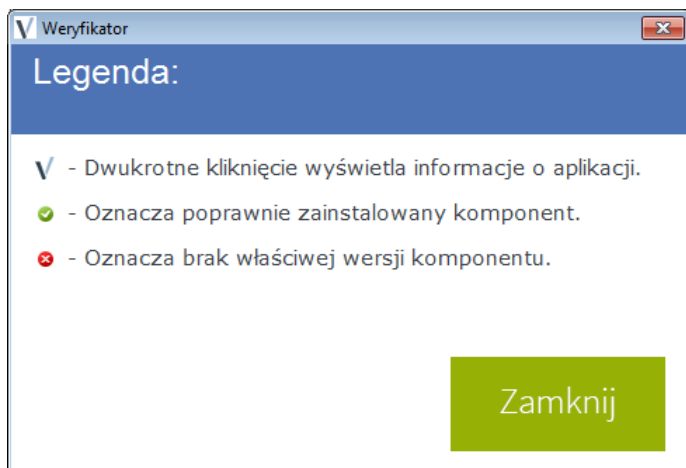 Weryfikator
Legenda:
- Dwukrotne kliknięcie wyświetla informacje o aplikacji.
- Oznacza poprawnie zainstalowany komponent.
- Oznacza brak właściwej wersji komponentu.
Zamknij